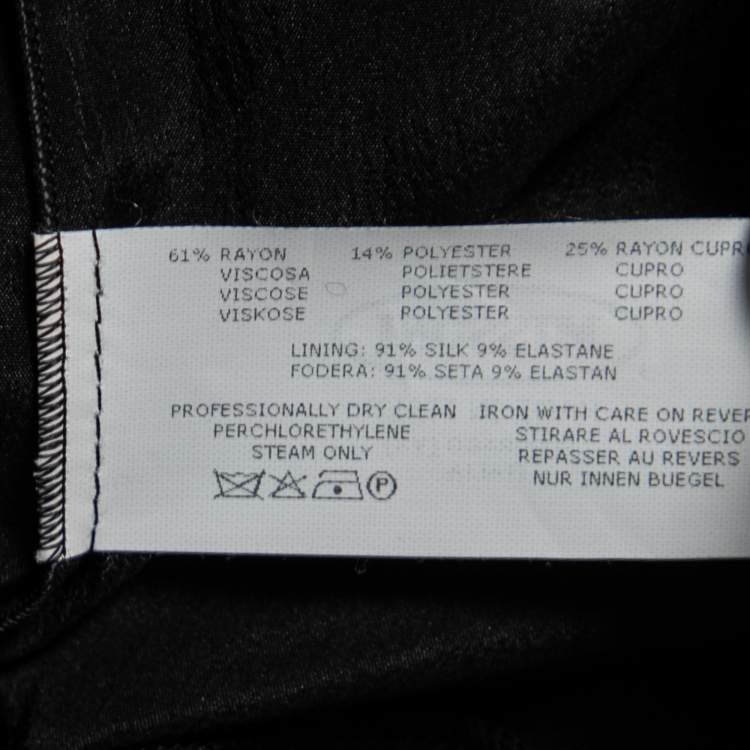 61% RAYON 14% POLYESTER 25% RAYON CUPR
VISCOSA POLIETSTERE CUPRO
VISCOSE POLYESTER CUPRO
VISKOSE POLYESTER CUPRO
LINING: 91% SILK 9% ELASTANE
FODERA: 91% SETA 9% ELASTAN
PROFESSIONALLY DRY CLEAN IRON WITH CARE ON REVER
PERCHLORETHYLENE STIRARE AL ROVESCIO
STEAM ONLY REPASSER AU REVERS
NUR INNEN BUEGEL
P